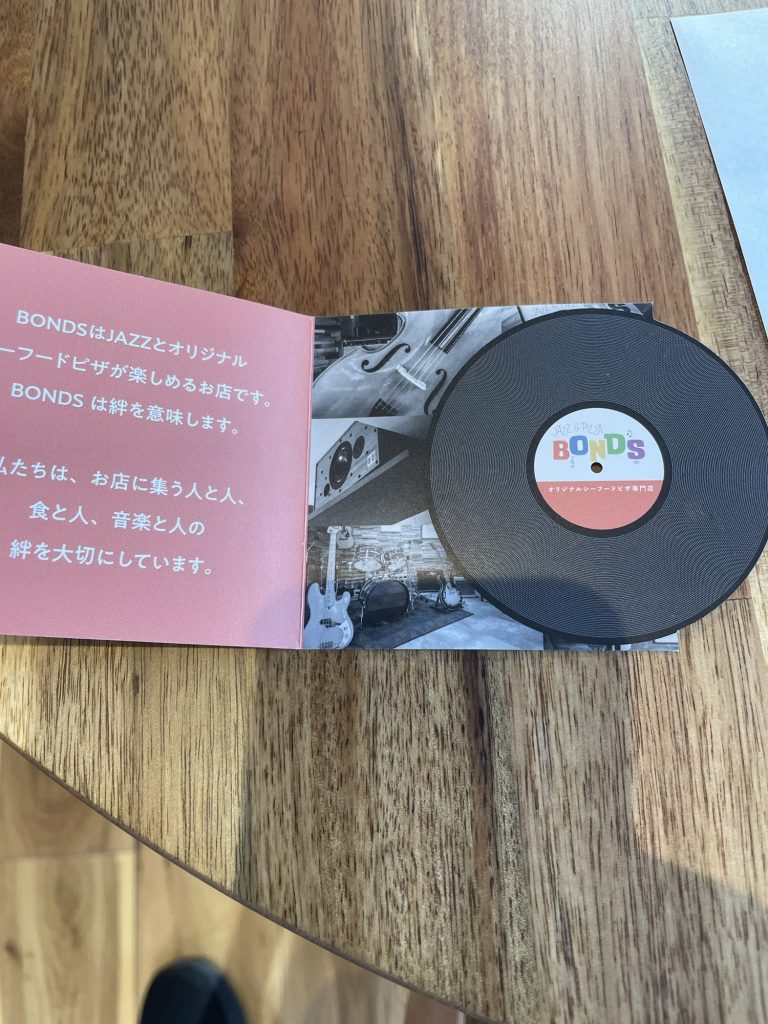 BONDSはJAZZとオリジナル
ーフードピザが楽しめるお店です。
BONDS は絆を意味します。
私たちは、お店に集う人と人、
食と人、音楽と人の
絆を大切にしています。
JAZZ & PIZZA
BONDS
オリジナルシーフードピザ専門店